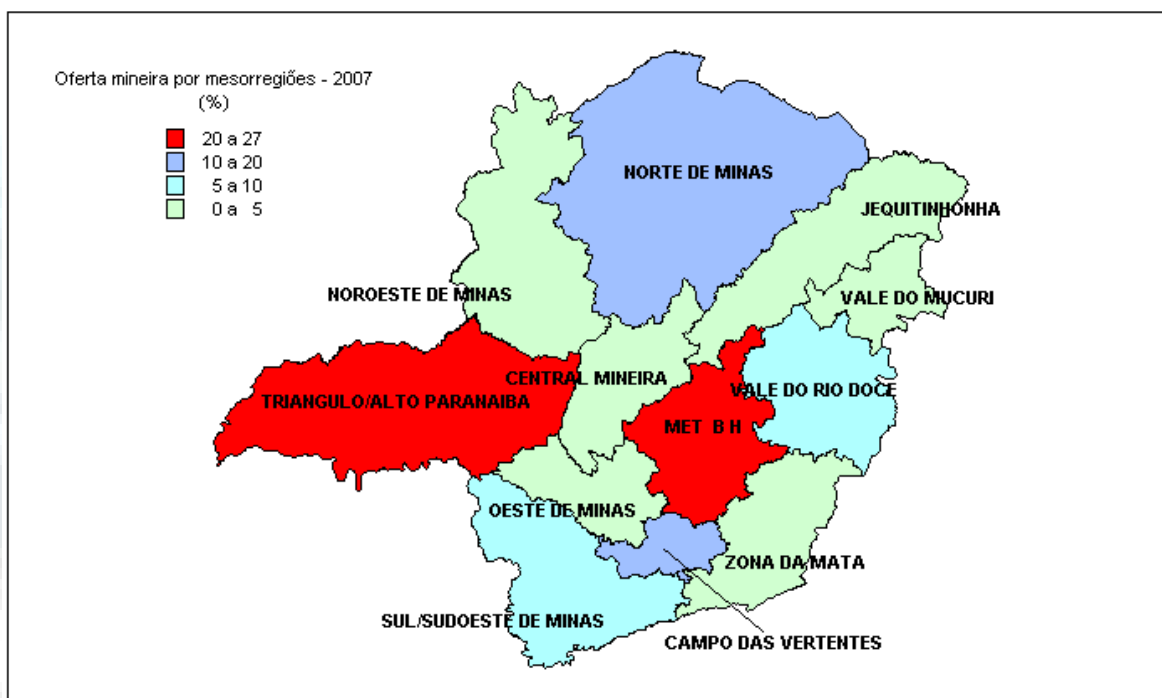 Oferta mineira por mesorregiões - 2007
(%)
20 a 27
10 a 20
5 a 10
0 a 5
NORTE DE MINAS
JEQUITINHONHA
NOROESTE DE MINAS
VALE DO MUCURI
CENTRAL MINEIRA
VALE DO RIO DOCE
TRIANGULO/ALTO PARANAIBA
MET B H
OESTE DE MINAS
ZONA DA MATA
SUL/SUDOESTE DE MINAS
CAMPO DAS VERTENTES